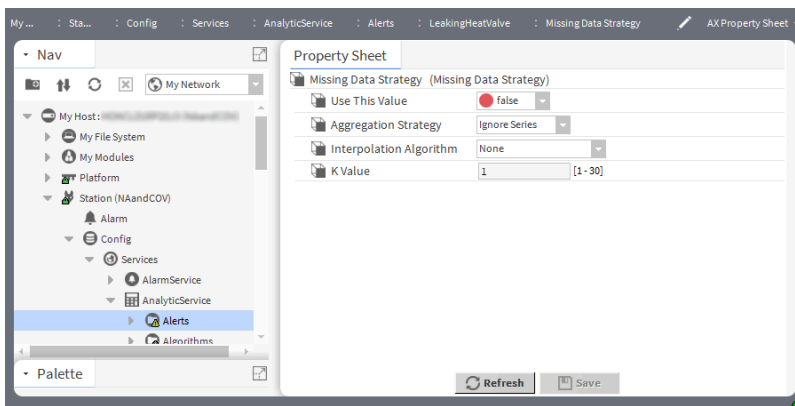 My ... : Sta... : Config : Services : AnalyticService : Alerts : LeakingHeatValve : Missing Data Strategy AX Property Sheet
Nav
My Network
My Host:
My File System
My Modules
Platform
Station (NAandCOV)
Alarm
Config
Services
AlarmService
AnalyticService
Alerts
Algorithms
Palette
Property Sheet
Missing Data Strategy (Missing Data Strategy)
Use This Value false
Aggregation Strategy Ignore Series
Interpolation Algorithm None
K Value 1 [1 - 30]
Refresh Save